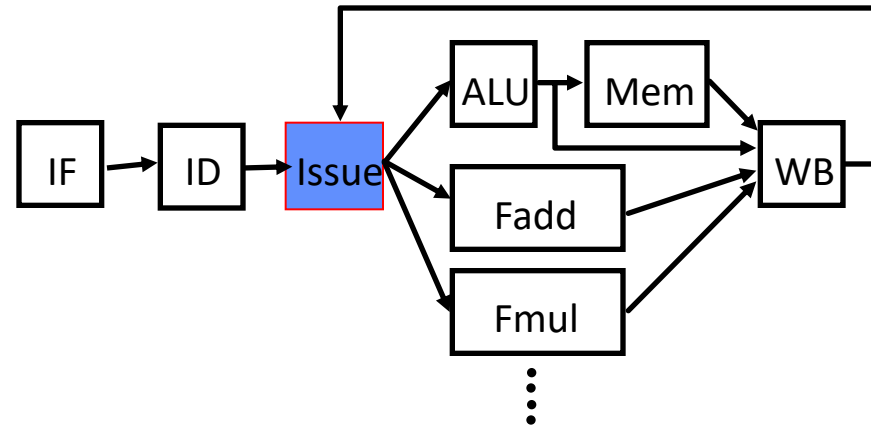 IF
ID
Issue
ALU
Mem
Fadd
Fmul
WB